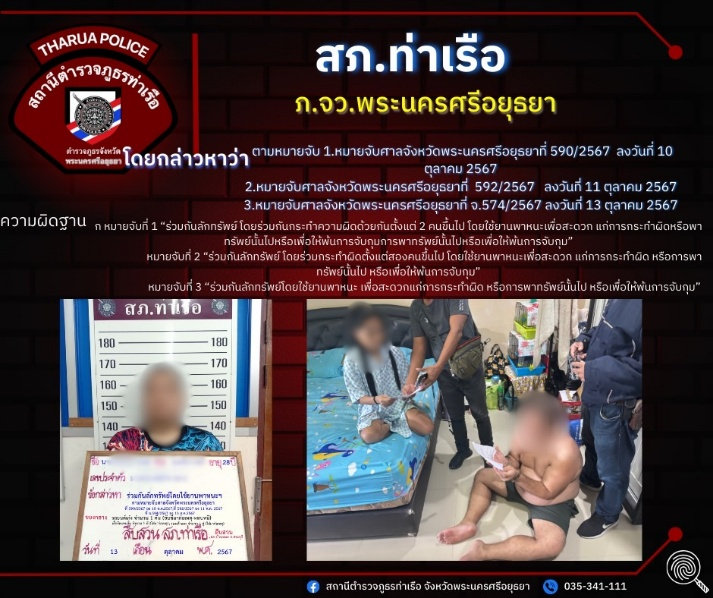 THARUA POLICE
สถานีตำรวจภูธรท่าเรือ
ตำรวจภูธรจังหวัด
พระนครศรีอยุธยา
สภ.ท่าเรือ
ภ.จว.พระนครศรีอยุธยา
โดยกล่าวหาว่า ตามหมายจับ 1.หมายจับศาลจังหวัดพระนครศรีอยุธยาที่ 590/2567 ลงวันที่ 10
ตุลาคม 2567
2.หมายจับศาลจังหวัดพระนครศรีอยุธยาที่ 592/2567 ลงวันที่ 11 ตุลาคม 2567
3.หมายจับศาลจังหวัดพระนครศรีอยุธยาที่ จ.574/2567 ลงวันที่ 13 ตุลาคม 2567
ความผิดฐาน ก หมายจับที่ 1 “ร่วมกันลักทรัพย์ โดยร่วมกันกระทำความผิดด้วยกันตั้งแต่ 2 คนขึ้นไป โดยใช้ยานพาหนะเพื่อสะดวก แก่การกระทำผิดหรือพา
ทรัพย์นั้นไปหรือเพื่อให้พ้นการจับกุมการพาทรัพย์นั้นไปหรือเพื่อให้พ้นการจับกุม”
หมายจับที่ 2 “ร่วมกันลักทรัพย์ โดยร่วมกระทำผิดตั้งแต่สองคนขึ้นไป โดยใช้ยานพาหนะเพื่อสะดวก แก่การกระทำผิด หรือการพา
ทรัพย์นั้นไป หรือเพื่อให้พ้นการจับกุม”
หมายจับที่ 3 “ร่วมกันลักทรัพย์โดยใช้ยานพาหนะ เพื่อสะดวกแก่การกระทำผิด หรือการพาทรัพย์นั้นไป หรือเพื่อให้พ้นการจับกุม”
สภ.ท่าเรือ
180 180
170 170
160 160
150 150
140
ชื่อ อายุ 28 ปี
เลขประจำตัว
ข้อกล่าวหา ร่วมกันลักทรัพย์โดยใช้ยานพาหนะฯ
สืบสวน สภ.ท่าเรือ
วันที่ 13 เดือน ตุลาคม พ.ศ. 2567
สถานีตำรวจภูธรท่าเรือ จังหวัดพระนครศรีอยุธยา 035-341-111